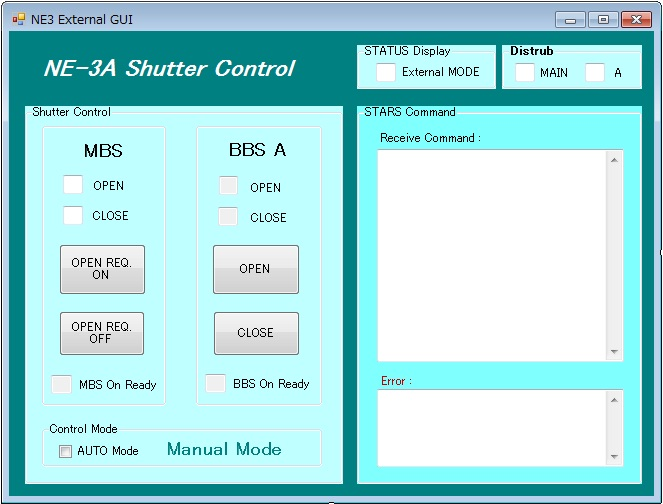 NE3 External GUI
NE-3A Shutter Control
STATUS Display
External MODE
Distrub
MAIN
A
Shutter Control
MBS
OPEN
CLOSE
OPEN REQ.
ON
OPEN REQ.
OFF
MBS On Ready
BBS A
OPEN
CLOSE
OPEN
CLOSE
BBS On Ready
Control Mode
AUTO Mode
Manual Mode
STARS Command
Receive Command :
Error :